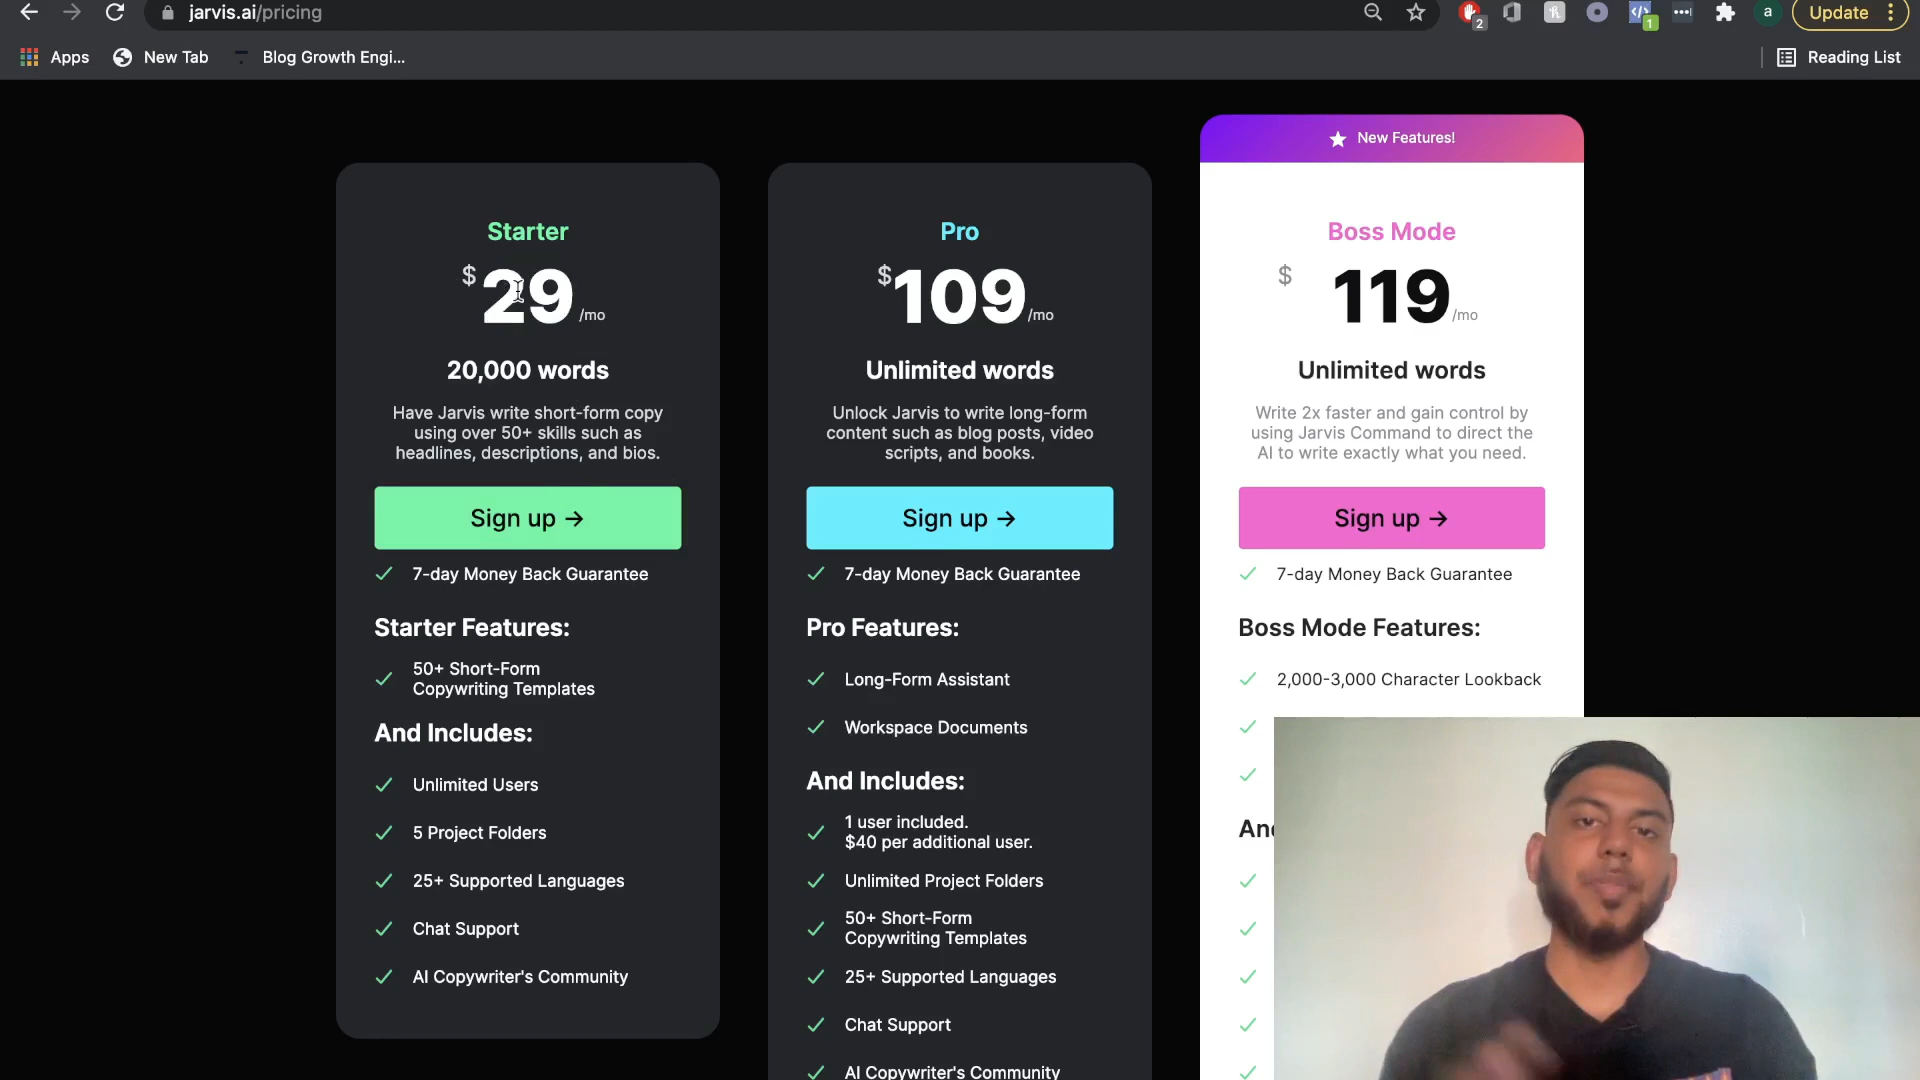 jarvis.ai/pricing
2
1
a
Update
Apps
New Tab
Blog Growth Engi...
Reading List
New Features!
Starter
$29/mo
20,000 words
Have Jarvis write short-form copy
using over 50+ skills such as
headlines, descriptions, and bios.
Sign up →
7-day Money Back Guarantee
Starter Features:
50+ Short-Form
Copywriting Templates
And Includes:
Unlimited Users
5 Project Folders
25+ Supported Languages
Chat Support
AI Copywriter's Community
Pro
$109/mo
Unlimited words
Unlock Jarvis to write long-form
content such as blog posts, video
scripts, and books.
Sign up →
7-day Money Back Guarantee
Pro Features:
Long-Form Assistant
Workspace Documents
And Includes:
1 user included.
$40 per additional user.
Unlimited Project Folders
50+ Short-Form
Copywriting Templates
25+ Supported Languages
Chat Support
AI Copywriter's Community
Boss Mode
$ 119/mo
Unlimited words
Write 2x faster and gain control by
using Jarvis Command to direct the
AI to write exactly what you need.
Sign up →
7-day Money Back Guarantee
Boss Mode Features:
2,000-3,000 Character Lookback